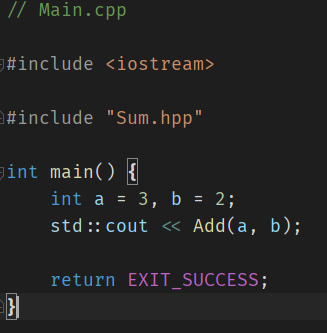 // Main.cpp
#include <iostream>
#include "Sum.hpp"
int main() {
int a = 3, b = 2;
std::cout << Add(a, b);
return EXIT_SUCCESS;
}